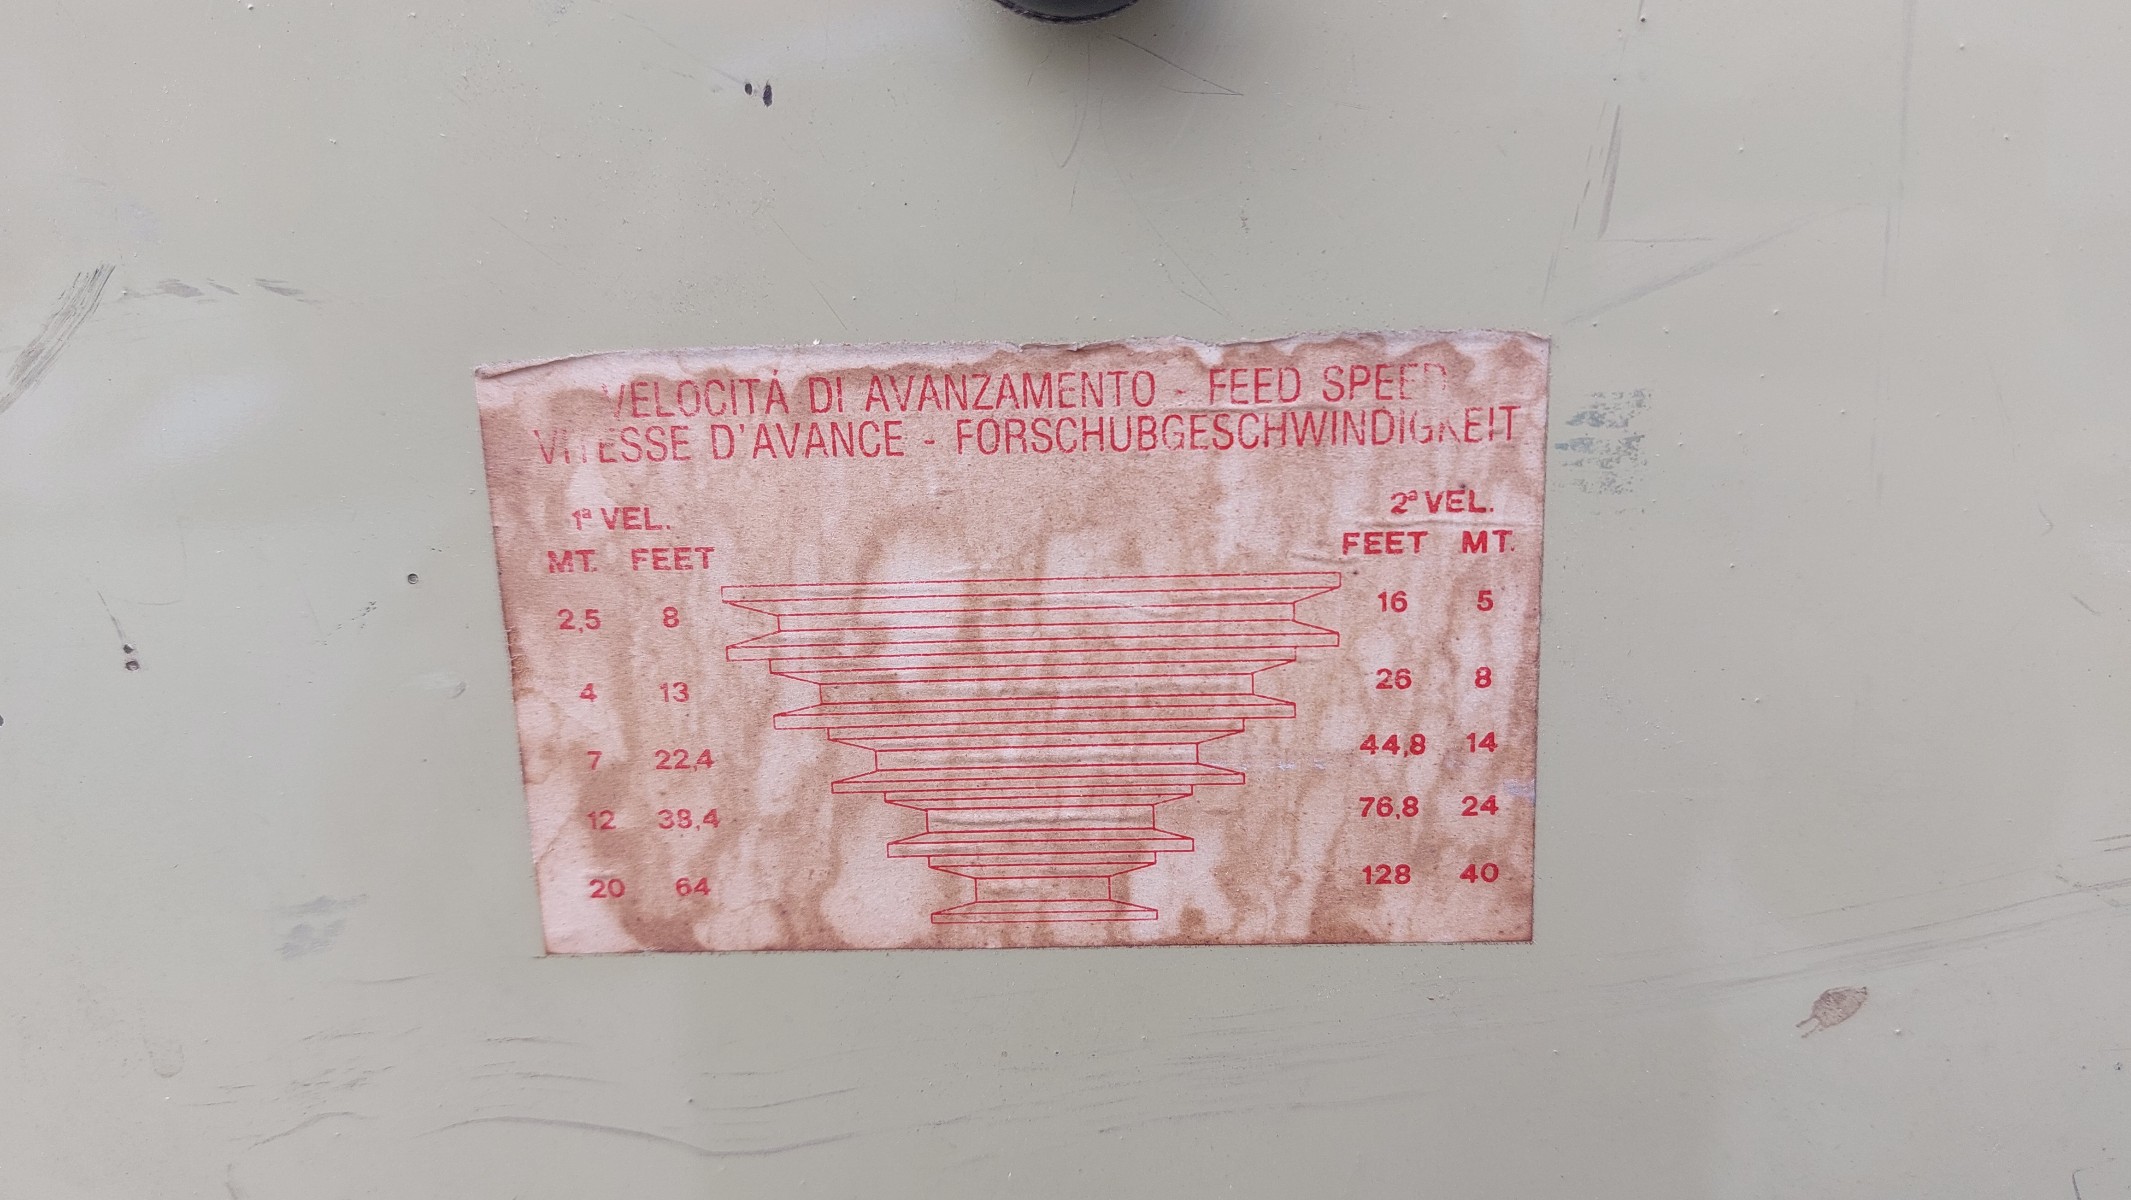 VELOCITÁ DI AVANZAMENTO - FEED SPEED
VITESSE D'AVANCE - FORSCHUBGESCHWINDIGKEIT
1ª VEL. 2ª VEL.
MT. FEET FEET MT.
2,5 8 16 5
4 13 26 8
7 22,4 44,8 14
12 38,4 76,8 24
20 64 128 40